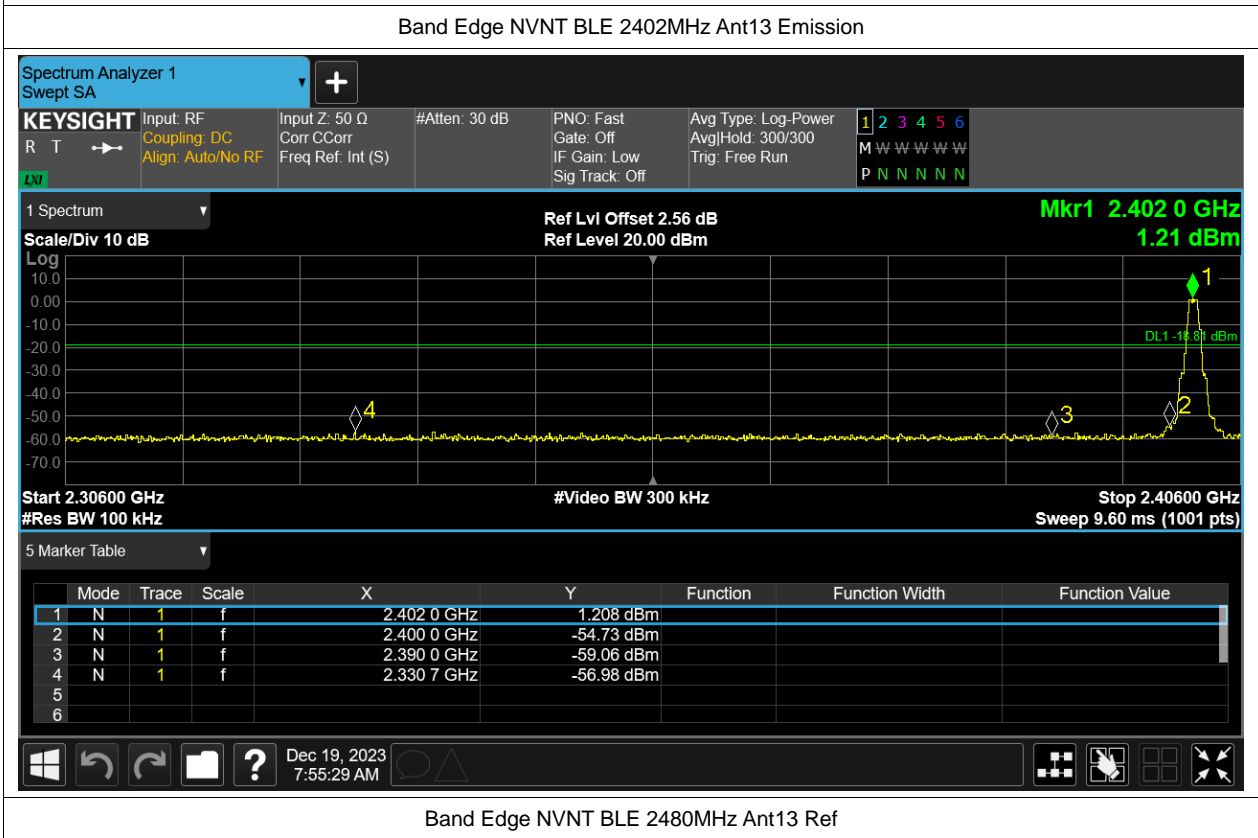 Band Edge NVNT BLE 2402MHz Ant13 Emission
Spectrum Analyzer 1
Swept SA
+
KEYSIGHT
R T
LXI
Input: RF
Coupling: DC
Align: Auto/No RF
Input Z: 50 Ω
Corr CCorr
Freq Ref: Int (S)
#Atten: 30 dB
PNO: Fast
Gate: Off
IF Gain: Low
Sig Track: Off
Avg Type: Log-Power
Avg|Hold: 300/300
Trig: Free Run
1 2 3 4 5 6
M W W W W W
P N N N N N
1 Spectrum
Scale/Div 10 dB
Ref Lvl Offset 2.56 dB
Ref Level 20.00 dBm
Mkr1 2.402 0 GHz
1.21 dBm
Log
10.0
0.00
-10.0
-20.0
-30.0
-40.0
-50.0
-60.0
-70.0
1
DL1 -18.81 dBm
4
3
2
Start 2.30600 GHz
#Res BW 100 kHz
#Video BW 300 kHz
Stop 2.40600 GHz
Sweep 9.60 ms (1001 pts)
5 Marker Table
Mode Trace Scale X Y Function Function Width Function Value
1 N 1 f 2.402 0 GHz 1.208 dBm
2 N 1 f 2.400 0 GHz -54.73 dBm
3 N 1 f 2.390 0 GHz -59.06 dBm
4 N 1 f 2.330 7 GHz -56.98 dBm
5
6
?
Dec 19, 2023
7:55:29 AM
Band Edge NVNT BLE 2480MHz Ant13 Ref